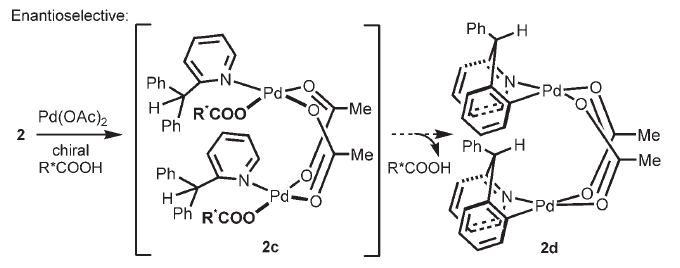 Enantioselective:
2
Pd(OAc)2
chiral
R*COOH
Ph
H
Ph
N
Pd
R*COO
O
O
Me
Me
Ph
H
Ph
N
Pd
R*COO
O
O
2c
R*COOH
Ph
H
N
Pd
O
O
Me
Me
Ph
H
N
Pd
O
O
2d